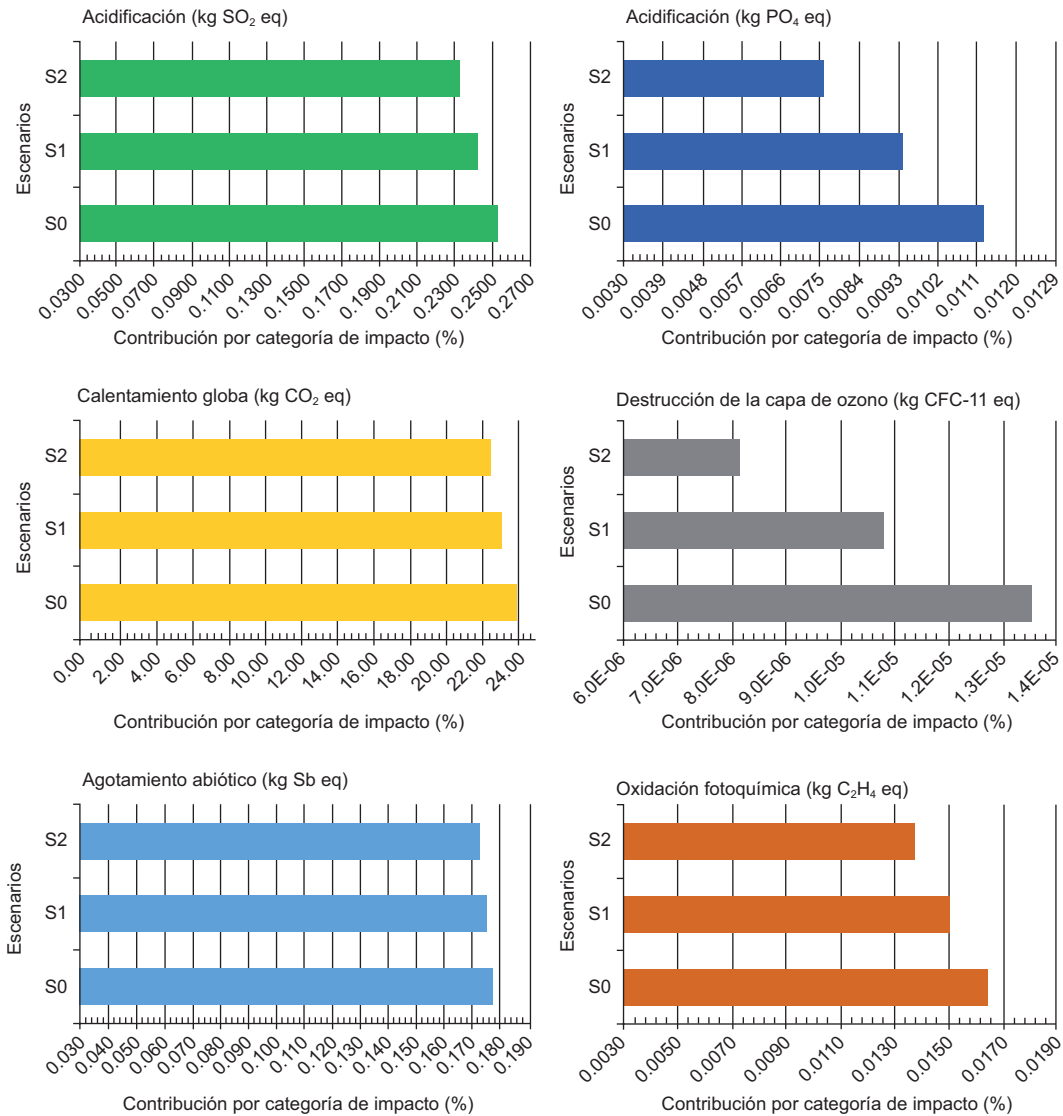 Acidificación (kg SO₂ eq)
Escenarios
S2
S1
S0
0.0300 0.0500 0.0700 0.0900 0.1100 0.1300 0.1500 0.1700 0.1900 0.2100 0.2300 0.2500 0.2700
Contribución por categoría de impacto (%)
Acidificación (kg PO₄ eq)
Escenarios
S2
S1
S0
0.0030 0.0039 0.0048 0.0057 0.0066 0.0075 0.0084 0.0093 0.0102 0.0111 0.0120 0.0129
Contribución por categoría de impacto (%)
Calentamiento globa (kg CO₂ eq)
Escenarios
S2
S1
S0
0.00 2.00 4.00 6.00 8.00 10.00 12.00 14.00 16.00 18.00 20.00 22.00 24.00
Contribución por categoría de impacto (%)
Destrucción de la capa de ozono (kg CFC-11 eq)
Escenarios
S2
S1
S0
6.0E-06 7.0E-06 8.0E-06 9.0E-06 1.0E-05 1.1E-05 1.2E-05 1.3E-05 1.4E-05
Contribución por categoría de impacto (%)
Agotamiento abiótico (kg Sb eq)
Escenarios
S2
S1
S0
0.030 0.040 0.050 0.060 0.070 0.080 0.090 0.100 0.110 0.120 0.130 0.140 0.150 0.160 0.170 0.180 0.190
Contribución por categoría de impacto (%)
Oxidación fotoquímica (kg C₂H₄ eq)
Escenarios
S2
S1
S0
0.0030 0.0050 0.0070 0.0090 0.0110 0.0130 0.0150 0.0170 0.0190
Contribución por categoría de impacto (%)